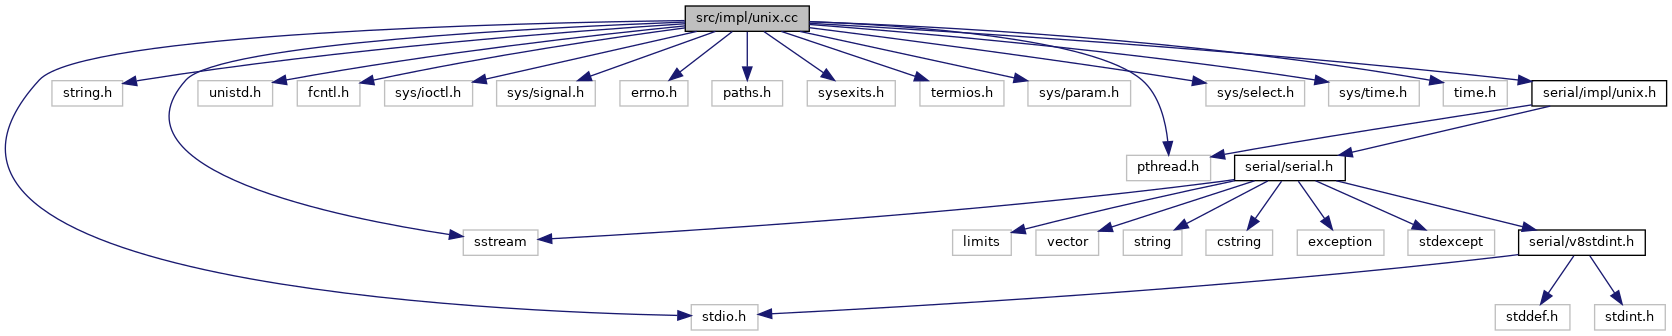 src/impl/unix.cc
string.h
unistd.h
fcntl.h
sys/ioctl.h
sys/signal.h
errno.h
paths.h
sysexits.h
termios.h
sys/param.h
sys/select.h
sys/time.h
time.h
serial/impl/unix.h
pthread.h
serial/serial.h
sstream
limits
vector
string
cstring
exception
stdexcept
serial/v8stdint.h
stdio.h
stddef.h
stdint.h